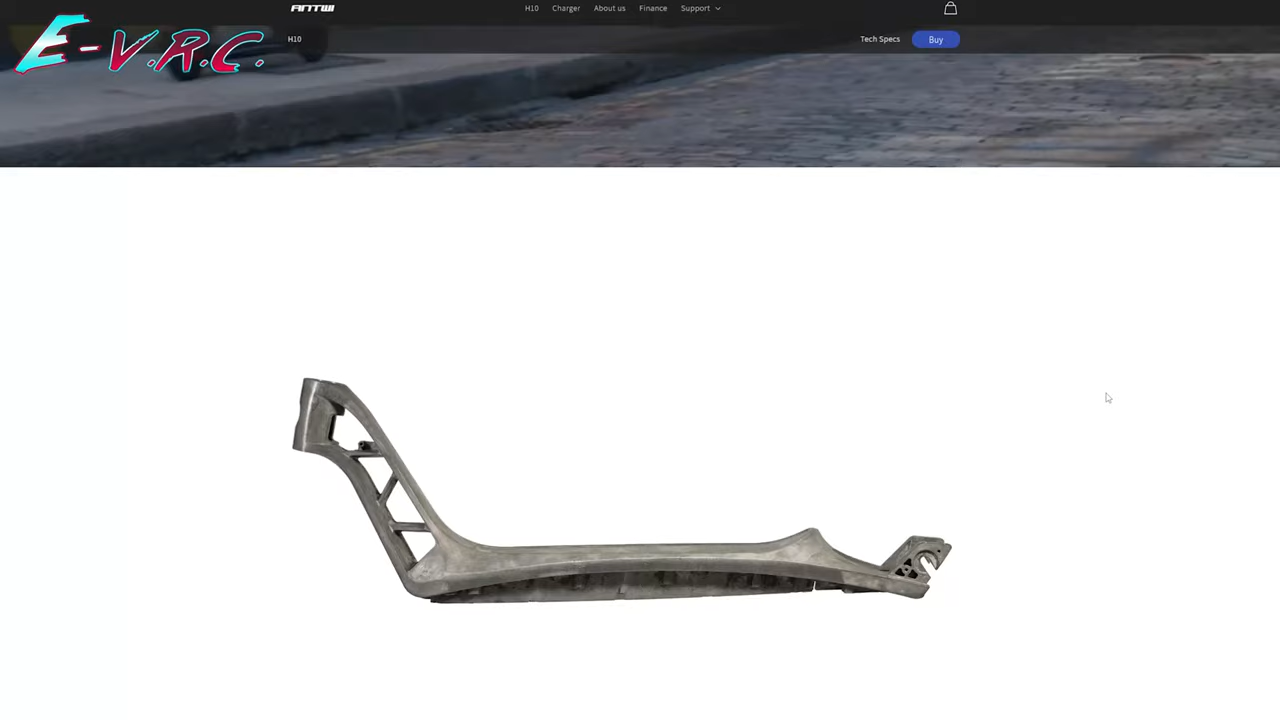 ANTWI
H10 Charger About us Finance Support
E-V.R.C.
H10
Tech Specs Buy